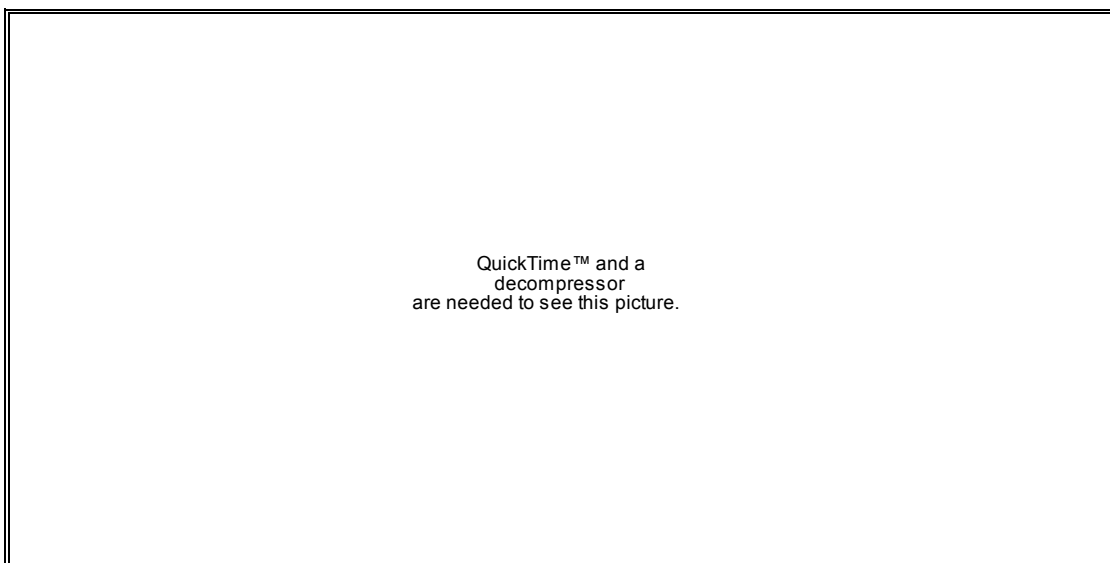 QuickTime™ and a
decompressor
are needed to see this picture.